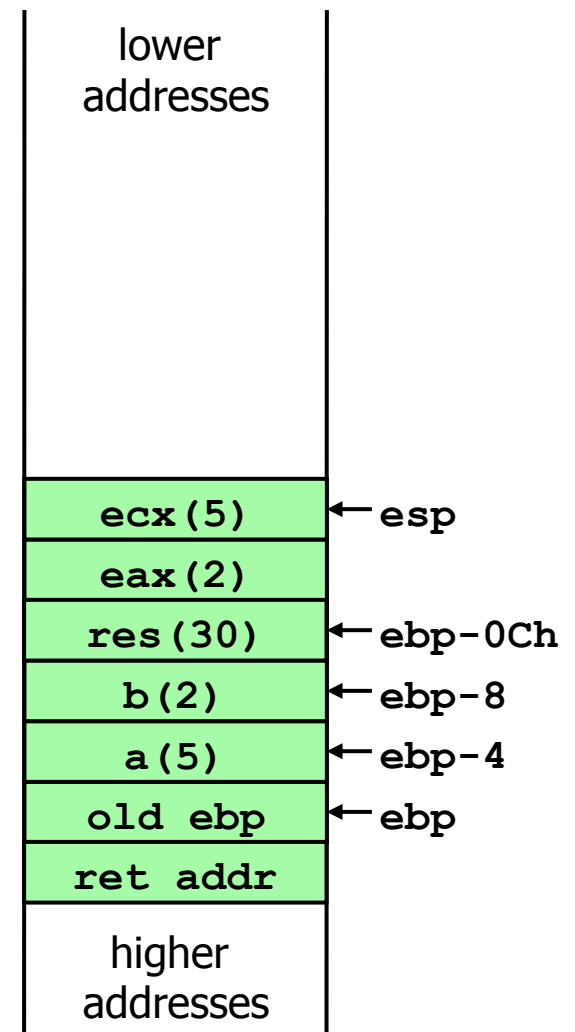 lower
addresses
ecx(5) esp
eax(2)
res(30) ebp-0Ch
b(2) ebp-8
a(5) ebp-4
old ebp ebp
ret addr
higher
addresses